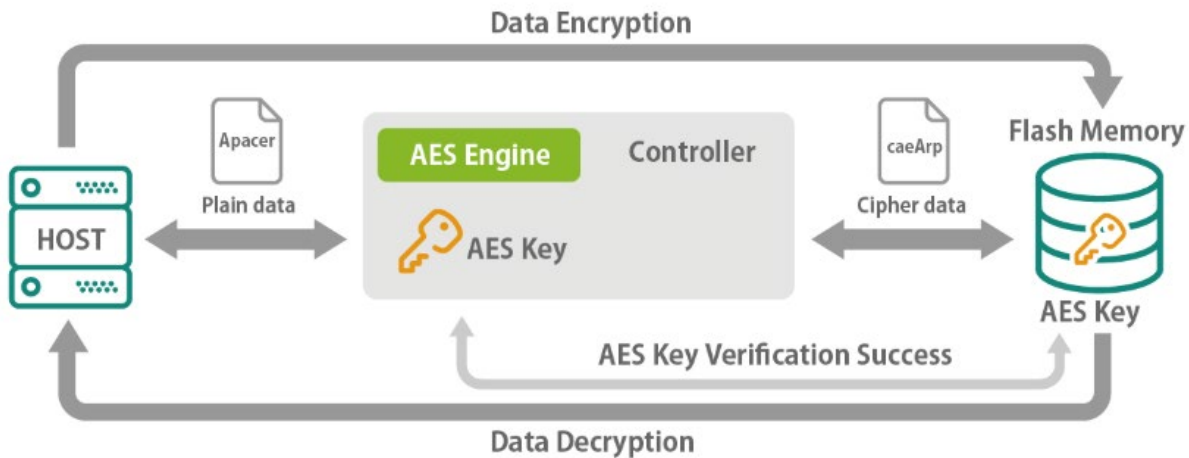 Data Encryption
Apacer
Plain data
HOST
AES Engine
Controller
AES Key
caeArp
Cipher data
Flash Memory
AES Key
AES Key Verification Success
Data Decryption